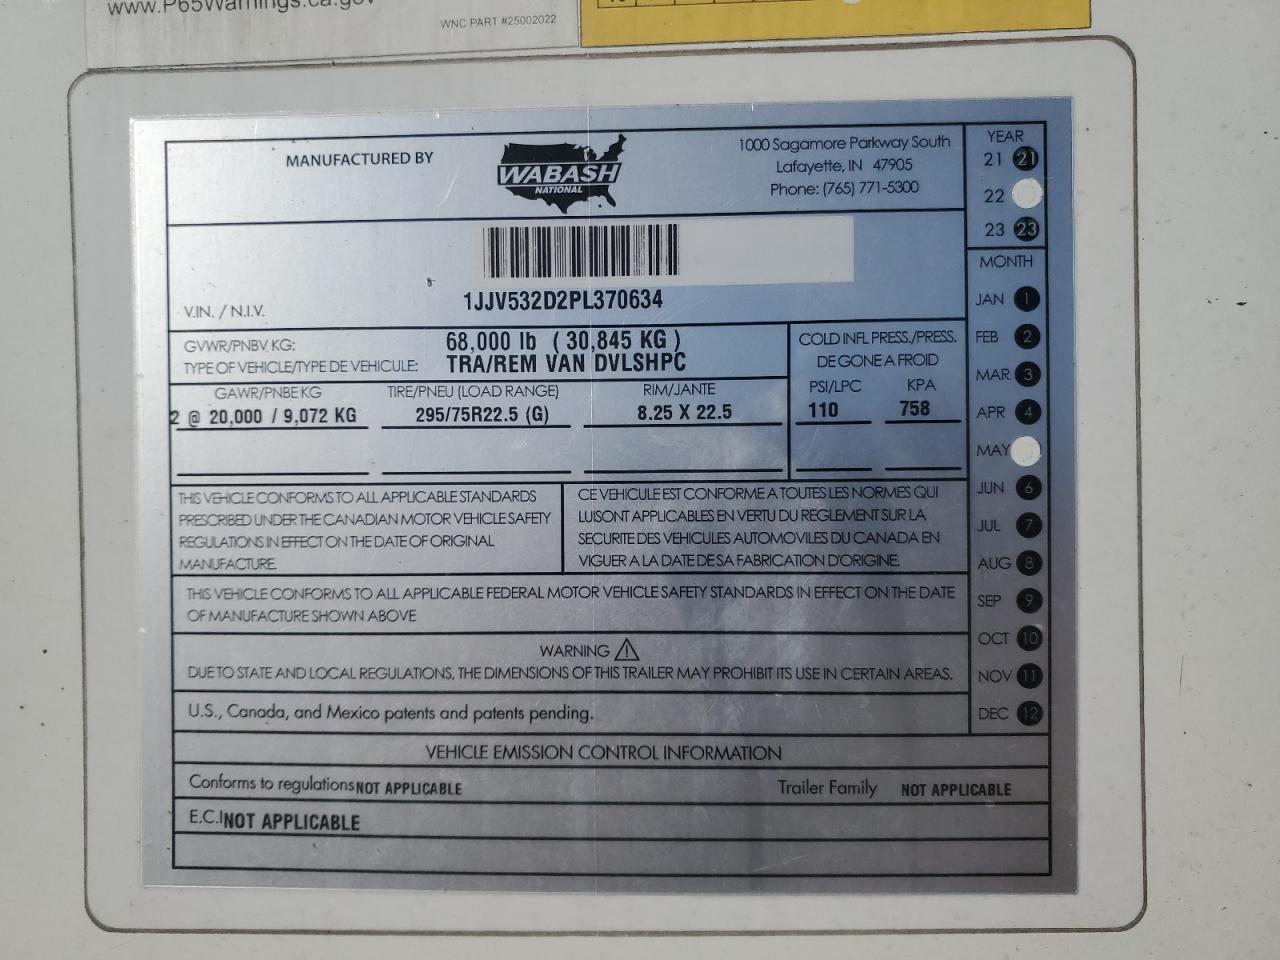 www.P65Warnings.ca.gov
WNC PART #25002022
MANUFACTURED BY
WABASH
NATIONAL
1000 Sagamore Parkway South
Lafayette, IN 47905
Phone: (765) 771-5300
YEAR
21 21
22
23 23
V.IN. / N.I.V.
1JJV532D2PL370634
MONTH
JAN 1
FEB 2
MAR 3
APR 4
MAY
JUN 6
JUL 7
AUG 8
SEP 9
OCT 10
NOV 11
DEC 12
GVWR/PNBV KG: 68,000 lb ( 30,845 KG )
TYPE OF VEHICLE/TYPE DE VEHICULE: TRA/REM VAN DVLSHPC
COLD INFL PRESS./PRESS.
DE GONE A FROID
PSI/LPC KPA
110 758
GAWR/PNBE KG TIRE/PNEU (LOAD RANGE) RIM/JANTE
2 @ 20,000 / 9,072 KG 295/75R22.5 (G) 8.25 X 22.5
THIS VEHICLE CONFORMS TO ALL APPLICABLE STANDARDS
PRESCRIBED UNDER THE CANADIAN MOTOR VEHICLE SAFETY
REGULATIONS IN EFFECT ON THE DATE OF ORIGINAL
MANUFACTURE.
CE VEHICULE EST CONFORME A TOUTES LES NORMES QUI
LUISONT APPLICABLES EN VERTU DU REGLEMENT SUR LA
SECURITE DES VEHICULES AUTOMOVILES DU CANADA EN
VIGUER A LA DATE DE SA FABRICATION D'ORIGINE.
THIS VEHICLE CONFORMS TO ALL APPLICABLE FEDERAL MOTOR VEHICLE SAFETY STANDARDS IN EFFECT ON THE DATE
OF MANUFACTURE SHOWN ABOVE
WARNING
DUE TO STATE AND LOCAL REGULATIONS, THE DIMENSIONS OF THIS TRAILER MAY PROHIBIT ITS USE IN CERTAIN AREAS.
U.S., Canada, and Mexico patents and patents pending.
VEHICLE EMISSION CONTROL INFORMATION
Conforms to regulations NOT APPLICABLE Trailer Family NOT APPLICABLE
E.C.I NOT APPLICABLE